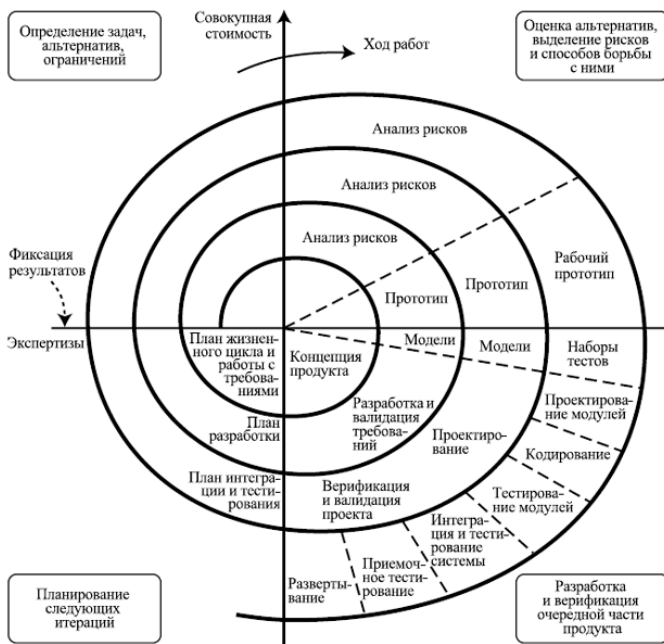 Определение задач,
альтернатив,
ограничений
Совокупная
стоимость
Ход работ
Оценка альтернатив,
выделение рисков
и способов борьбы
с ними
Анализ рисков
Анализ рисков
Анализ рисков
Фиксация
результатов
Рабочий
прототип
Прототип
Прототип
Экспертизы
План жизнен-
ного цикла и
работы с
требова-
ниями
Концепция
продукта
Модели
Модели
Наборы
тестов
План
разработки
Разработка и
валидация
требова-
ний
Проектиро-
вание
Проектирова-
ние модулей
Кодирование
План интегра-
ции и тести-
рования
Верификация
и валидация
проекта
Тестирова-
ние модулей
Интегра-
ция и тести-
рование
системы
Приемоч-
ное тести-
рование
Разверты-
вание
Планирование
следующих
итераций
Разработка
и верификация
очередной части
продукта